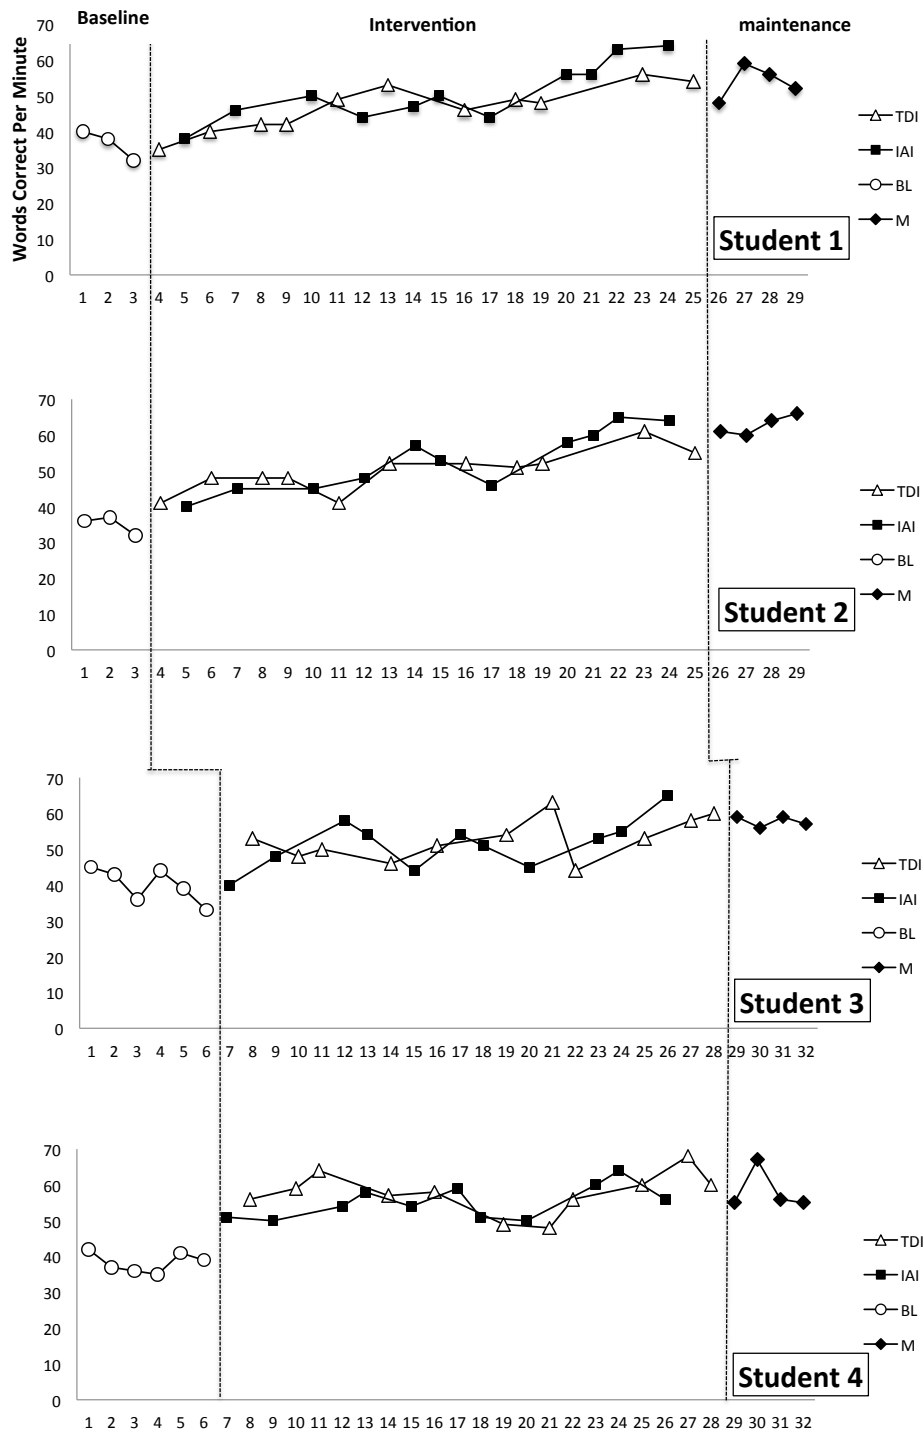 Baseline
Intervention
maintenance
Words Correct Per Minute
70
60
50
40
30
20
10
0
1 2 3 4 5 6 7 8 9 10 11 12 13 14 15 16 17 18 19 20 21 22 23 24 25 26 27 28 29
TDI
IAI
BL
M
Student 1
70
60
50
40
30
20
10
0
1 2 3 4 5 6 7 8 9 10 11 12 13 14 15 16 17 18 19 20 21 22 23 24 25 26 27 28 29
TDI
IAI
BL
M
Student 2
70
60
50
40
30
20
10
0
1 2 3 4 5 6 7 8 9 10 11 12 13 14 15 16 17 18 19 20 21 22 23 24 25 26 27 28 29 30 31 32
TDI
IAI
BL
M
Student 3
70
60
50
40
30
20
10
0
1 2 3 4 5 6 7 8 9 10 11 12 13 14 15 16 17 18 19 20 21 22 23 24 25 26 27 28 29 30 31 32
TDI
IAI
BL
M
Student 4